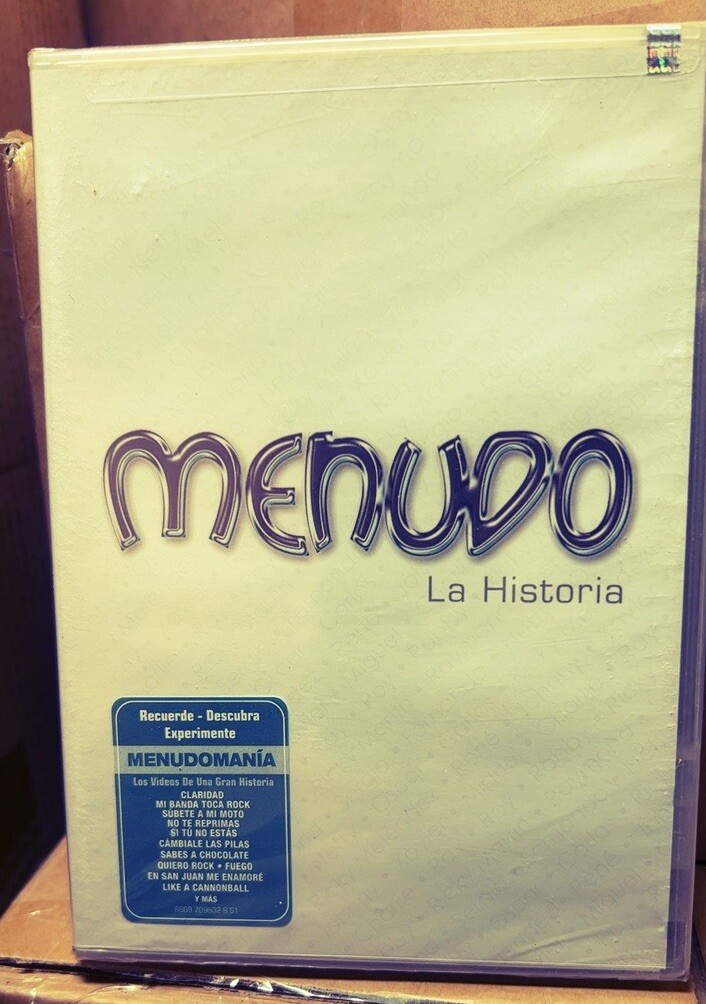 MENUDO
La Historia
Recuerde - Descubra
Experimente
MENUDOMANÍA
Los Videos De Una Gran Historia
CLARIDAD
MI BANDA TOCA ROCK
SÚBETE A MI MOTO
NO TE REPRIMAS
SI TÚ NO ESTÁS
CÁMBIALE LAS PILAS
SABES A CHOCOLATE
QUIERO ROCK • FUEGO
EN SAN JUAN ME ENAMORÉ
LIKE A CANNONBALL
Y MÁS